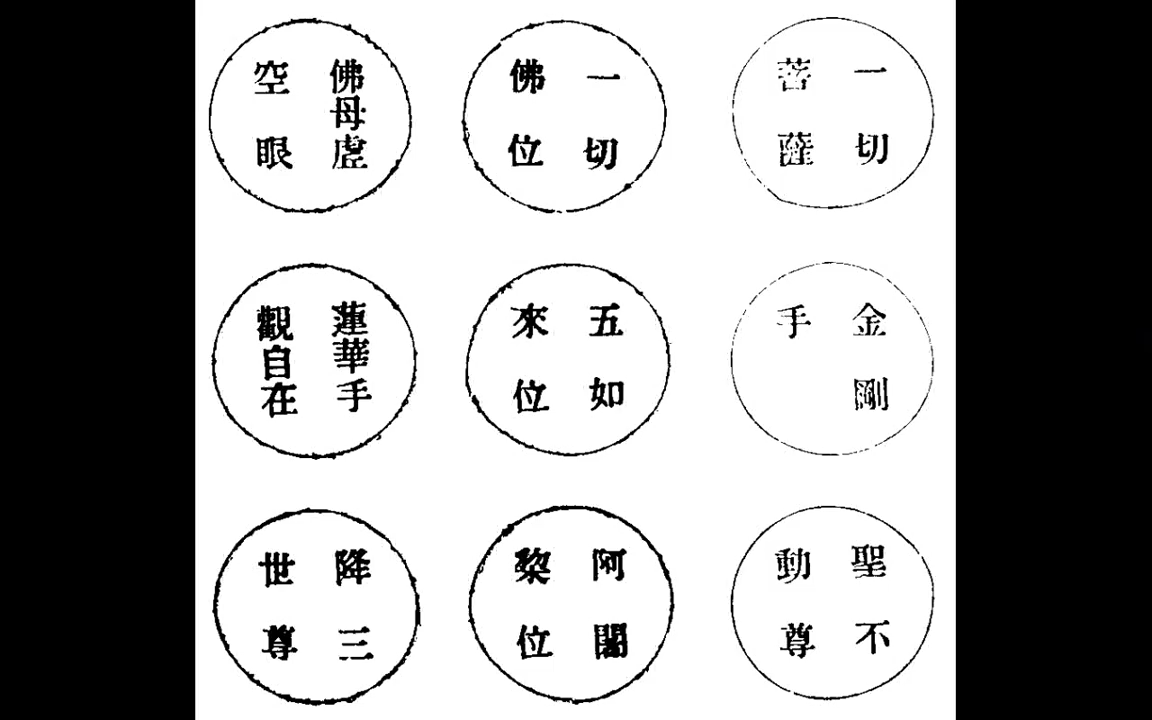 一切
菩薩
一切
佛位
佛母虛
空眼
金剛
手
五如
來位
蓮華手
觀自在
聖不
動尊
阿闍
黎位
降三
世尊